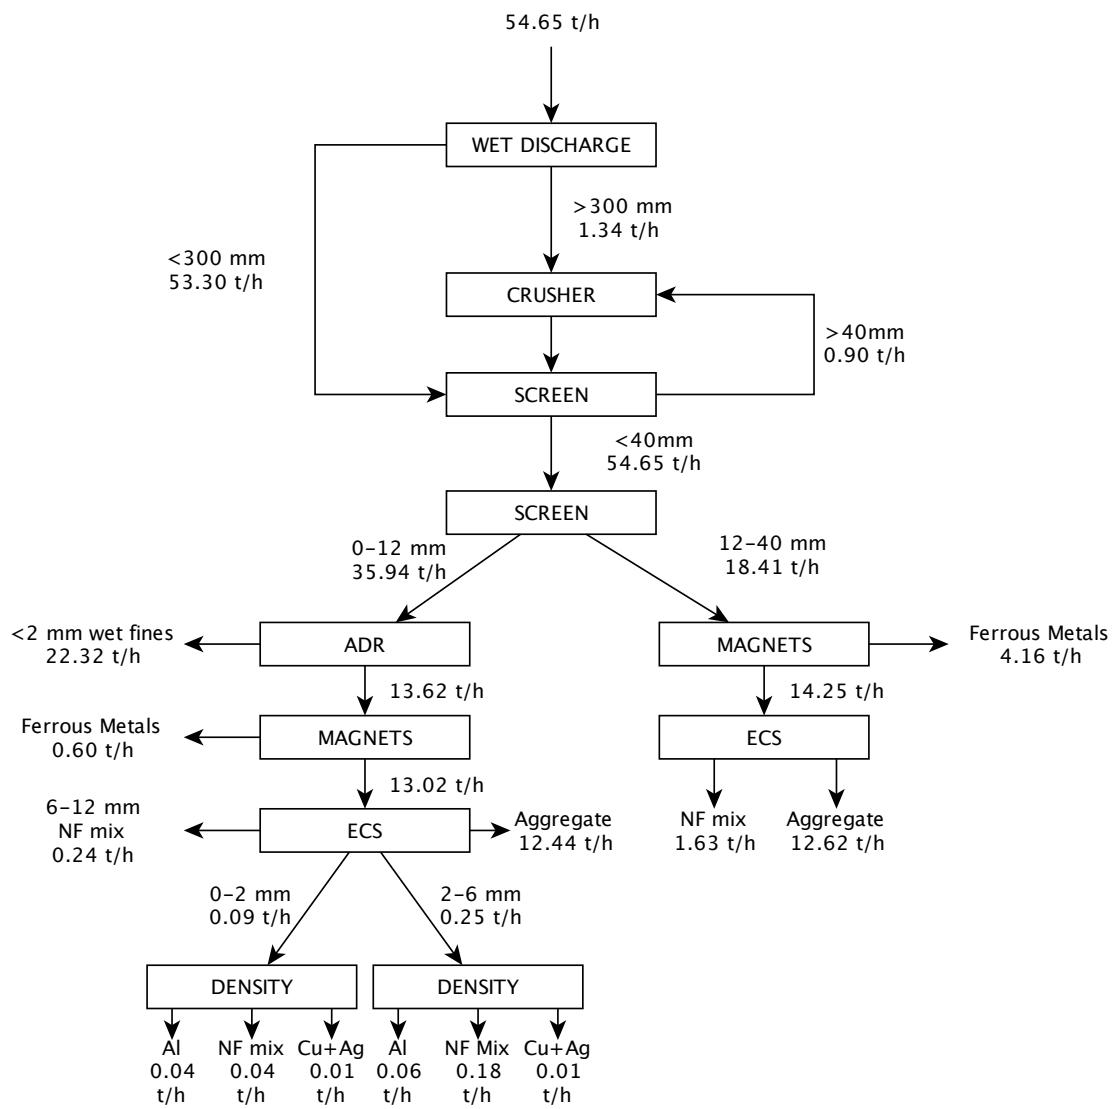 54.65 t/h
WET DISCHARGE
>300 mm
1.34 t/h
<300 mm
53.30 t/h
CRUSHER
>40mm
0.90 t/h
SCREEN
<40mm
54.65 t/h
SCREEN
0–12 mm
35.94 t/h
12–40 mm
18.41 t/h
<2 mm wet fines
22.32 t/h
ADR
MAGNETS
Ferrous Metals
4.16 t/h
13.62 t/h
14.25 t/h
Ferrous Metals
0.60 t/h
MAGNETS
ECS
13.02 t/h
6–12 mm
NF mix
0.24 t/h
ECS
Aggregate
12.44 t/h
NF mix
1.63 t/h
Aggregate
12.62 t/h
0–2 mm
0.09 t/h
2–6 mm
0.25 t/h
DENSITY
DENSITY
Al
0.04
t/h
NF mix
0.04
t/h
Cu+Ag
0.01
t/h
Al
0.06
t/h
NF Mix
0.18
t/h
Cu+Ag
0.01
t/h